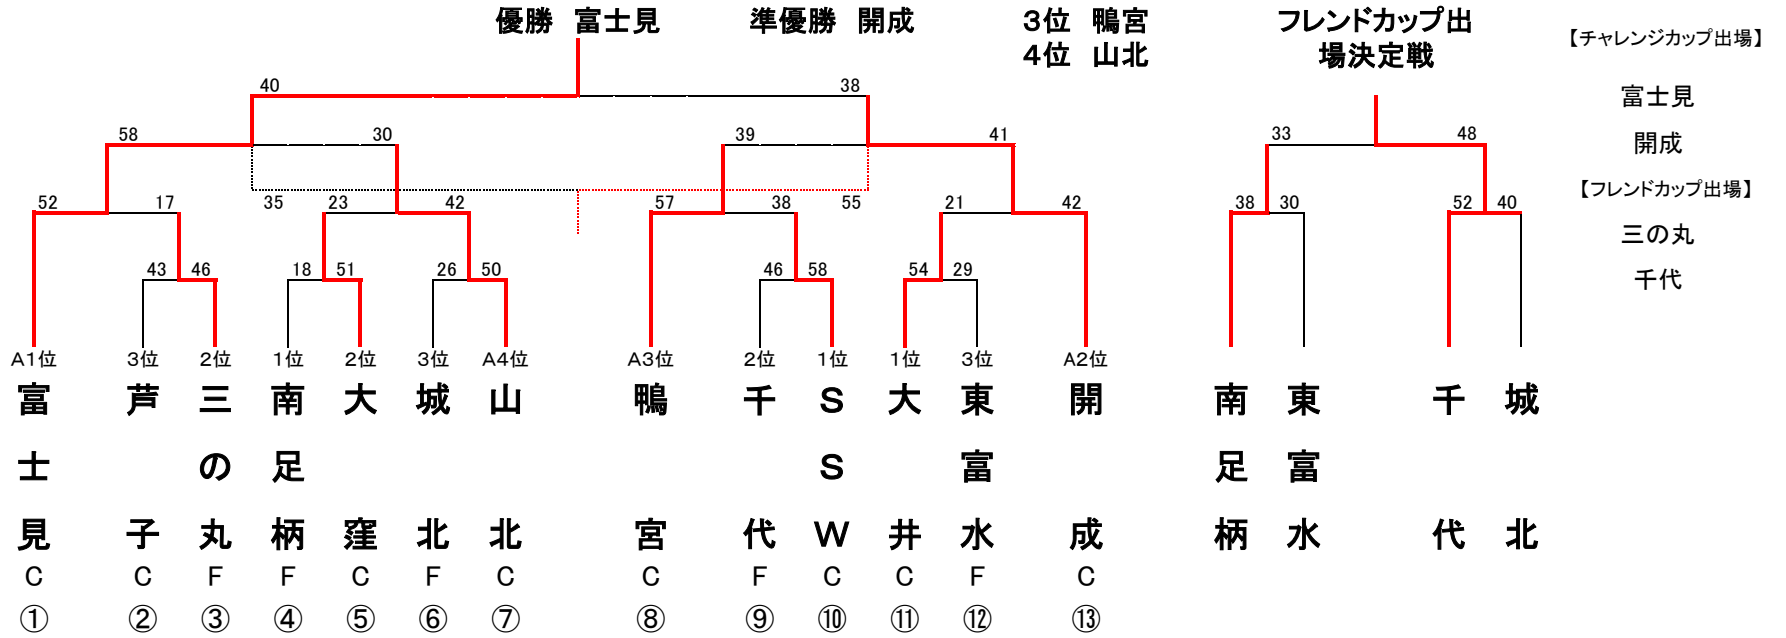 優勝 富士見 準優勝 開成 3位 鴨宮 フレンドカップ出
4位 山北 場決定戦
【チャレンジカップ出場】
富士見
開成
【フレンドカップ出場】
三の丸
千代
40 38
58 30 39 41 33 48
52 17 35 23 42 57 38 55 21 42 38 30 52 40
43 46 18 51 26 50 46 58 54 29
A1位 3位 2位 1位 2位 3位 A4位 A3位 2位 1位 1位 3位 A2位
富士見
芦子
三の丸
南足柄
大窪
城北
山北
鴨宮
千代
SSW
大井
東富水
開成
南足柄
東富水
千代
城北
C C F F C F C C F C C F C
① ② ③ ④ ⑤ ⑥ ⑦ ⑧ ⑨ ⑩ ⑪ ⑫ ⑬